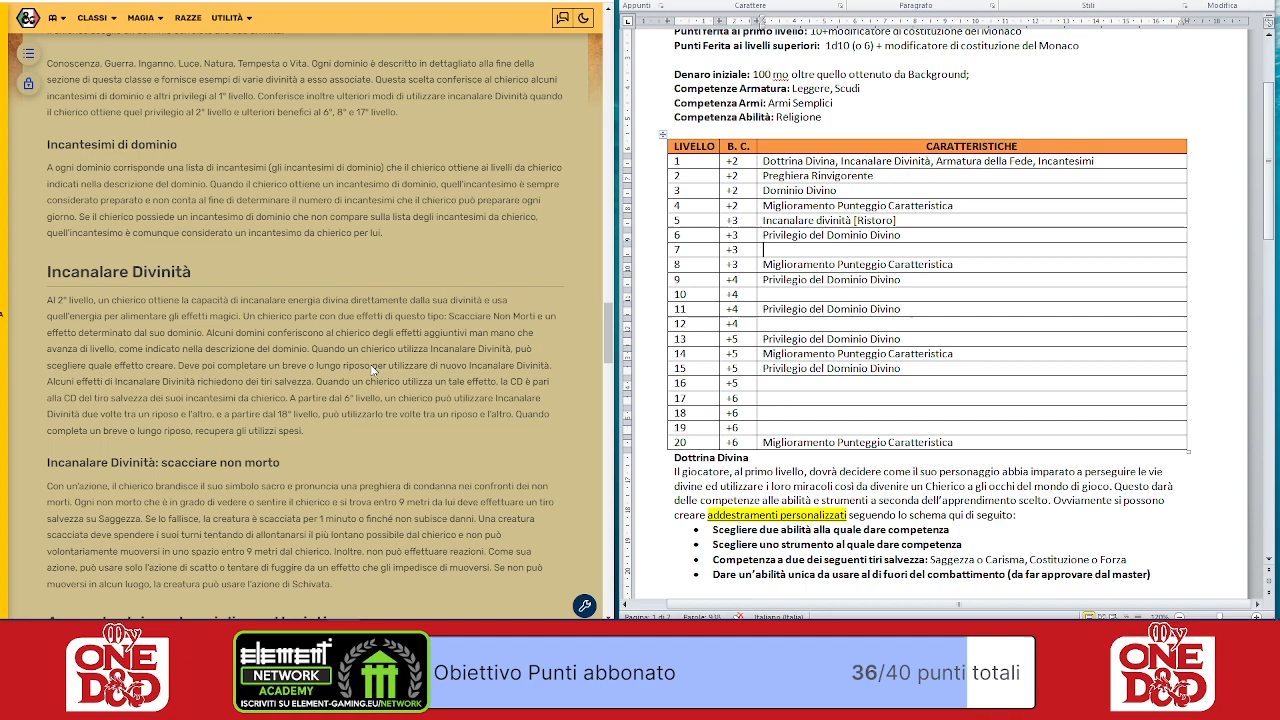 CLASSI
MAGIA
RAZZE
UTILITÀ
Conoscenza, Guerra, Inganno, Luce, Natura, Tempesta o Vita. Ogni dominio è descritto in dettagliato alla fine della
sezione di questa classe e fornisce esempi di varie divinità a esso associate. Questa scelta conferisce al chierico alcuni
incantesimi di dominio e altri privilegi al 1° livello. Conferisce inoltre ulteriori modi di utilizzare incanalare Divinità quando
il chierico ottiene quel privilegio al 2° livello e ulteriori benefici al 6°, 8° e 17° livello.
Incantesimi di dominio
A ogni dominio corrisponde una lista di incantesimi (gli incantesimi di dominio) che il chierico ottiene ai livelli da chierico
indicati nella descrizione del dominio. Quando il chierico ottiene un incantesimo di dominio, quell'incantesimo è sempre
considerato preparato e non conta al fine di determinare il numero di incantesimi che il chierico può preparare ogni
giorno. Se il chierico possiede un incantesimo di dominio che non compare sulla lista degli incantesimi da chierico,
quell'incantesimo è comunque considerato un incantesimo da chierico per lui.
Incanalare Divinità
Al 2° livello, un chierico ottiene la capacità di incanalare energia divina direttamente dalla sua divinità e usa
quell'energia per alimentare gli effetti magici. Un chierico parte con due effetti di questo tipo: Scacciare Non Morti e un
effetto determinato dal suo dominio. Alcuni domini conferiscono al chierico degli effetti aggiuntivi man mano che
avanza di livello, come indicato nella descrizione del dominio. Quando un chierico utilizza Incanalare Divinità, può
scegliere quale effetto creare. Deve poi completare un breve o lungo riposo per utilizzare di nuovo Incanalare Divinità.
Alcuni effetti di Incanalare Divinità richiedono dei tiri salvezza. Quando un chierico utilizza un tale effetto, la CD è pari
alla CD del tiro salvezza dei suoi incantesimi da chierico. A partire dal 6° livello, un chierico può utilizzare Incanalare
Divinità due volte tra un riposo e l'altro, e a partire dal 18° livello, può utilizzarlo tre volte tra un riposo e l'altro. Quando
completa un breve o lungo riposo, recupera gli utilizzi spesi.
Incanalare Divinità: scacciare non morto
Con un'azione, il chierico brandisce il suo simbolo sacro e pronuncia una preghiera di condanna nei confronti dei non
morti. Ogni non morto che è in grado di vedere o sentire il chierico e si trova entro 9 metri da lui deve effettuare un tiro
salvezza su Saggezza. Se lo fallisce, la creatura è scacciata per 1 minuto o finché non subisce danni. Una creatura
scacciata deve spendere i suoi turni tentando di allontanarsi il più lontano possibile dal chierico e non può
volontariamente muoversi in uno spazio entro 9 metri dal chierico. Inoltre, non può effettuare reazioni. Come sua
azione, può usare solo l'azione di scatto o tentare di fuggire da un effetto che gli impedisce di muoversi. Se non può
muoversi in alcun luogo, la creatura può usare l'azione di Schivata.
Appunti
Carattere
Paragrafo
Stili
Modifica
Punti Ferita al primo livello: 10+modificatore di costituzione del Monaco
Punti Ferita ai livelli superiori: 1d10 (o 6) + modificatore di costituzione del Monaco
Denaro iniziale: 100 mo oltre quello ottenuto da Background;
Competenze Armatura: Leggere, Scudi
Competenza Armi: Armi Semplici
Competenza Abilità: Religione
LIVELLO B. C. CARATTERISTICHE
1 +2 Dottrina Divina, Incanalare Divinità, Armatura della Fede, Incantesimi
2 +2 Preghiera Rinvigorente
3 +2 Dominio Divino
4 +2 Miglioramento Punteggio Caratteristica
5 +3 Incanalare divinità [Ristoro]
6 +3 Privilegio del Dominio Divino
7 +3
8 +3 Miglioramento Punteggio Caratteristica
9 +4 Privilegio del Dominio Divino
10 +4
11 +4 Privilegio del Dominio Divino
12 +4
13 +5 Privilegio del Dominio Divino
14 +5 Miglioramento Punteggio Caratteristica
15 +5 Privilegio del Dominio Divino
16 +5
17 +6
18 +6
19 +6
20 +6 Miglioramento Punteggio Caratteristica
Dottrina Divina
Il giocatore, al primo livello, dovrà decidere come il suo personaggio abbia imparato a perseguire le vie
divine ed utilizzare i loro miracoli così da divenire un Chierico a gli occhi del mondo di gioco. Questo darà
delle competenze alle abilità e strumenti a seconda dell'apprendimento scelto. Ovviamente si possono
creare addestramenti personalizzati seguendo lo schema qui di seguito:
• Scegliere due abilità alla quale dare competenza
• Scegliere uno strumento al quale dare competenza
• Competenza a due dei seguenti tiri salvezza: Saggezza o Carisma, Costituzione o Forza
• Dare un'abilità unica da usare al di fuori del combattimento (da far approvare dal master)
Pagina: 1 di 2
Parole: 938
Italiano (Italia)
120%
My
ONE
D&D
element
NETWORK
ACADEMY
ISCRIVITI SU ELEMENT-GAMING.EU/NETWORK
Obiettivo Punti abbonato
36/40 punti totali
My
ONE
D&D